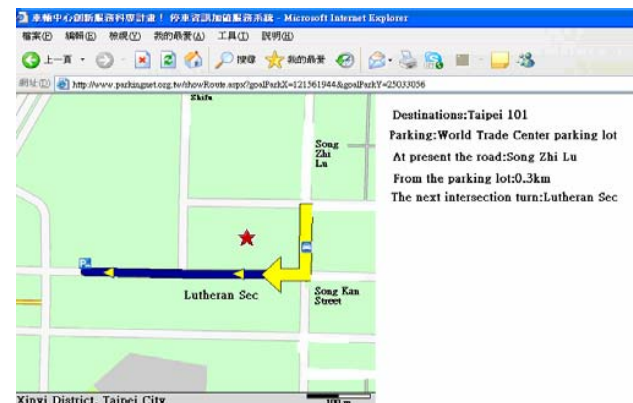 車輛中心創新服務科專計畫！ 停車資訊加值服務系統 - Microsoft Internet Explorer
檔案(F) 編輯(E) 檢視(V) 我的最愛(A) 工具(T) 說明(H)
上一頁 搜尋 我的最愛
網址(D) http://www.parkingnet.org.tw/showRoute.aspx?goalParkX=121561944&goalParkY=25033056
Shifu
Song
Zhi
Lu
Lutheran Sec
Song Kan
Street
Xinyi District, Taipei City
100 m
Destinations:Taipei 101
Parking:World Trade Center parking lot
At present the road:Song Zhi Lu
From the parking lot:0.3km
The next intersection turn:Lutheran Sec